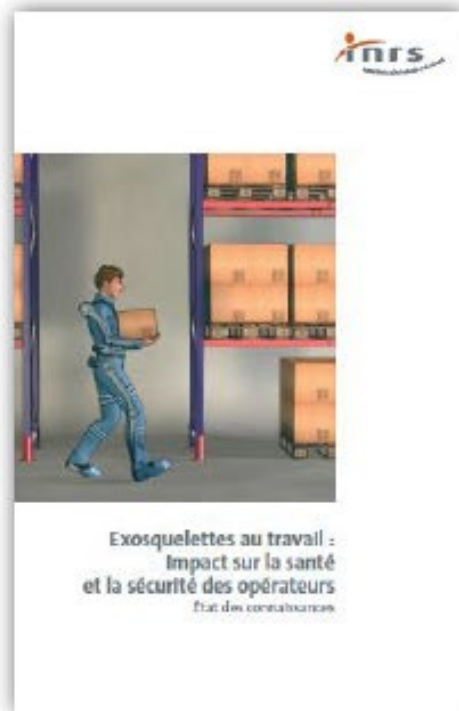 inrs
Exosquelettes au travail :
Impact sur la santé
et la sécurité des opérateurs
État des connaissances